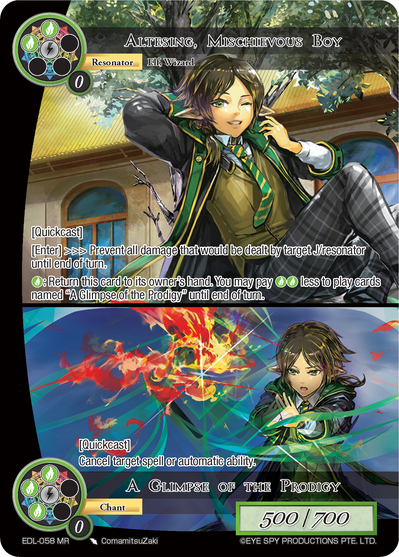 Altesing, Mischievous Boy
Resonator Elf, Wizard
0
[Quickcast]
[Enter] >>> Prevent all damage that would be dealt by target J/resonator
until end of turn.
: Return this card to its owner's hand. You may pay less to play cards
named "A Glimpse of the Prodigy" until end of turn.
[Quickcast]
Cancel target spell or automatic ability.
A Glimpse of the Prodigy
Chant
0
500 / 700
EDL-058 MR ComamitsuZaki ©EYE SPY PRODUCTIONS PTE. LTD.